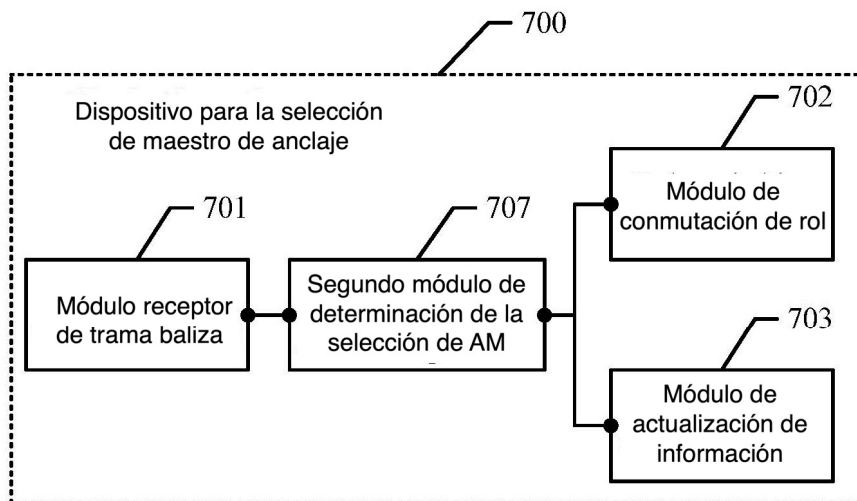 700
Dispositivo para la selección
de maestro de anclaje
702
Módulo de
conmutación de rol
701
Módulo receptor
de trama baliza
707
Segundo módulo de
determinación de la
selección de AM
703
Módulo de
actualización de
información